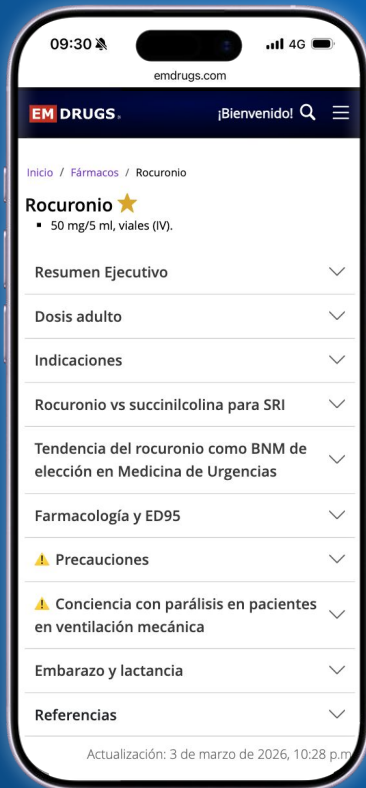 09:30
4G
emdrugs.com
EM DRUGS®
¡Bienvenido!
Inicio / Fármacos / Rocuronio
Rocuronio
▪ 50 mg/5 ml, viales (IV).
Resumen Ejecutivo
Dosis adulto
Indicaciones
Rocuronio vs succinilcolina para SRI
Tendencia del rocuronio como BNM de
elección en Medicina de Urgencias
Farmacología y ED95
Precauciones
Conciencia con parálisis en pacientes
en ventilación mecánica
Embarazo y lactancia
Referencias
Actualización: 3 de marzo de 2026, 10:28 p.m